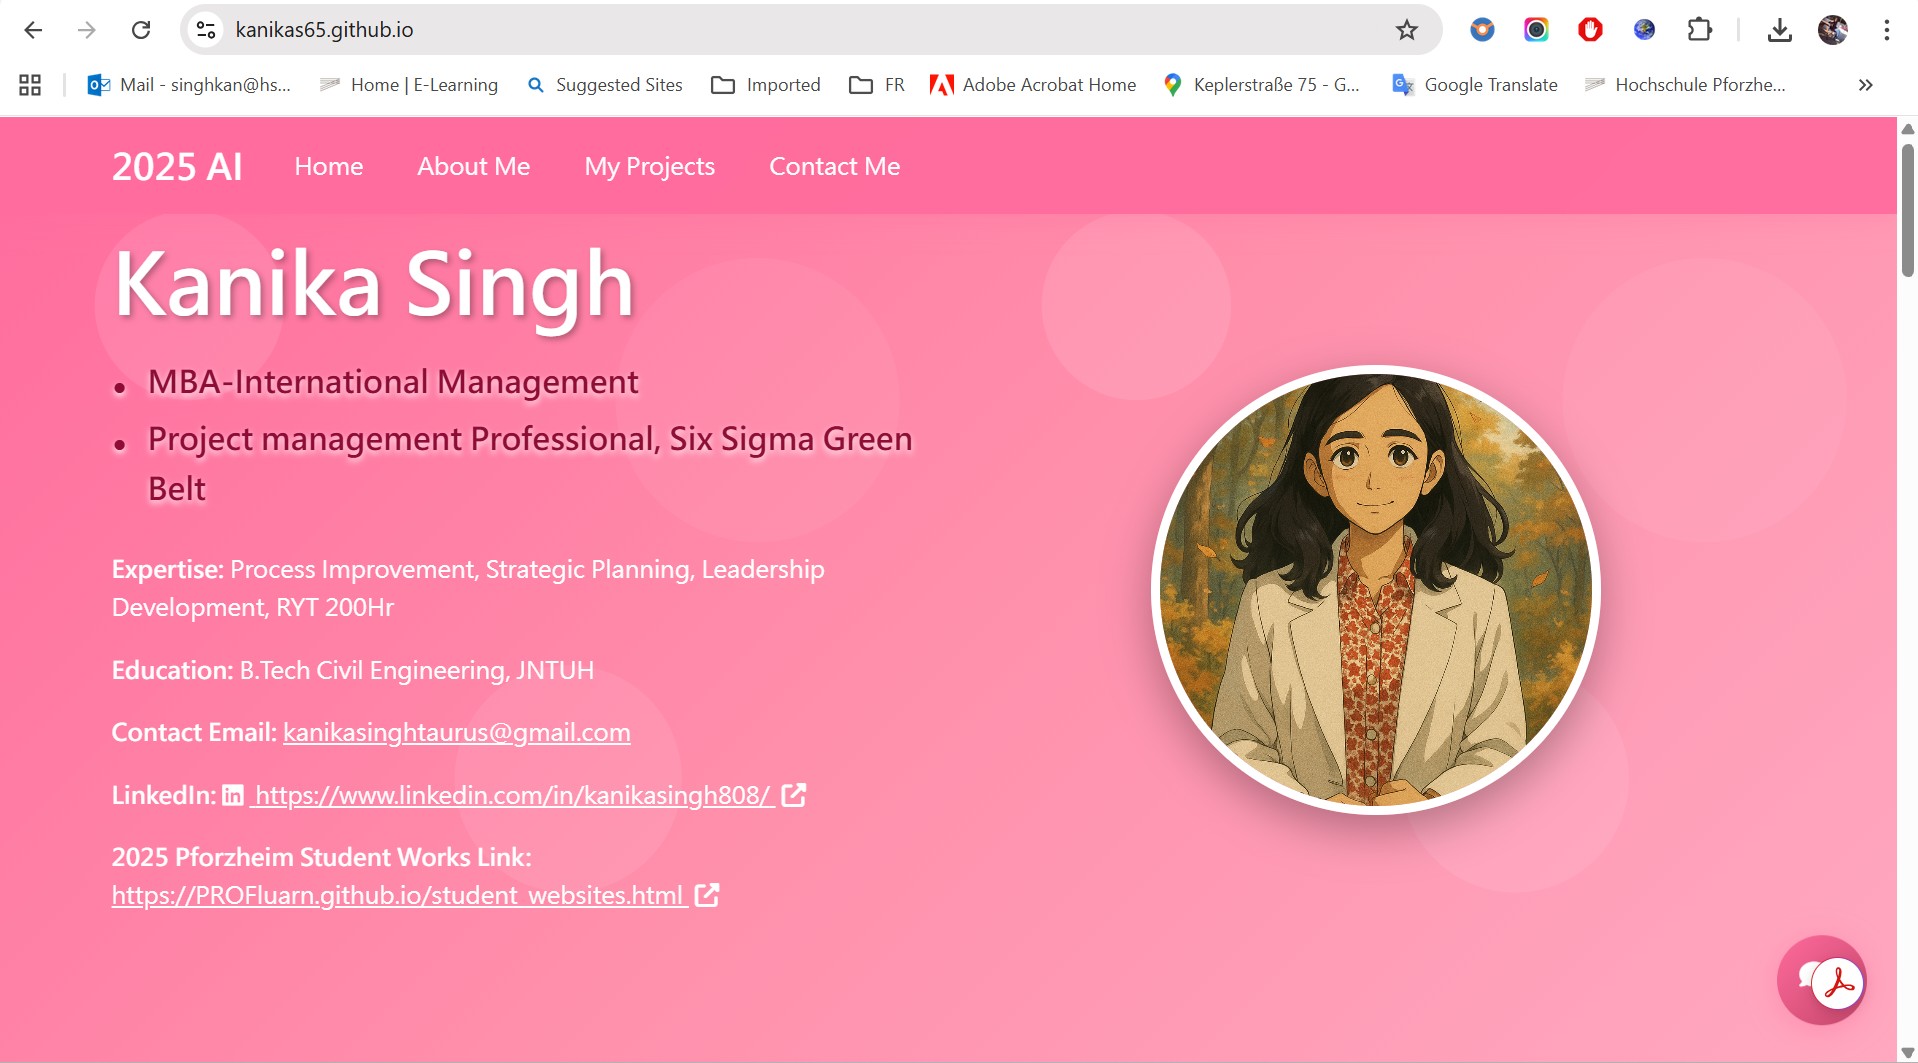 kanikas65.github.io
Mail - singhkan@hs...
Home | E-Learning
Suggested Sites
Imported
FR
Adobe Acrobat Home
Keplerstraße 75 - G...
Google Translate
Hochschule Pforzhe...
2025 AI
Home
About Me
My Projects
Contact Me
Kanika Singh
• MBA-International Management
• Project management Professional, Six Sigma Green
Belt
Expertise: Process Improvement, Strategic Planning, Leadership
Development, RYT 200Hr
Education: B.Tech Civil Engineering, JNTUH
Contact Email: kanikasinghtaurus@gmail.com
LinkedIn: in https://www.linkedin.com/in/kanikasingh808/
2025 Pforzheim Student Works Link:
https://PROFluarn.github.io/student_websites.html